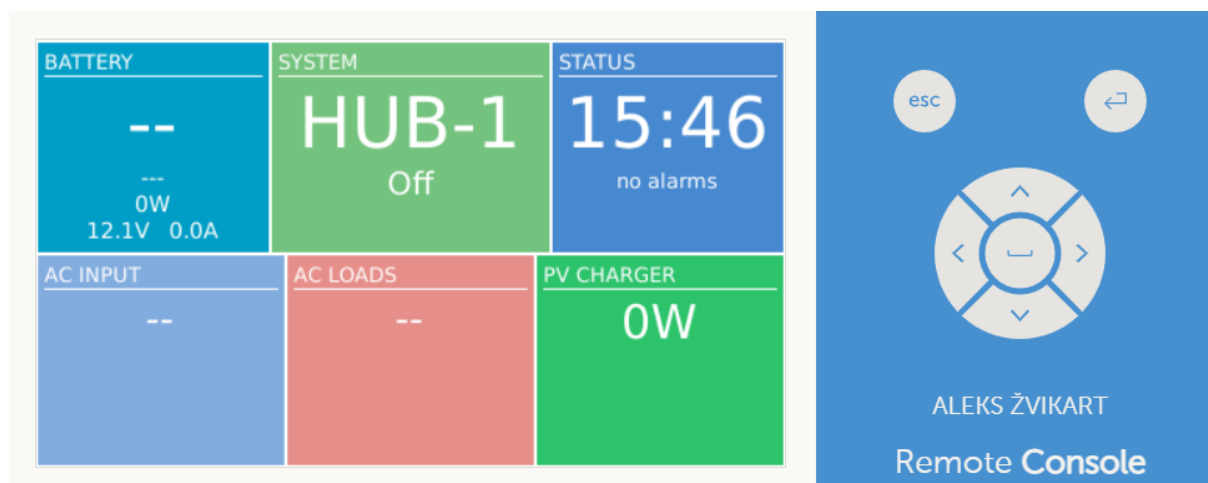 BATTERY
--
---
0W
12.1V 0.0A
SYSTEM
HUB-1
Off
STATUS
15:46
no alarms
AC INPUT
--
AC LOADS
--
PV CHARGER
0W
esc
ALEKS ŽVIKART
Remote Console